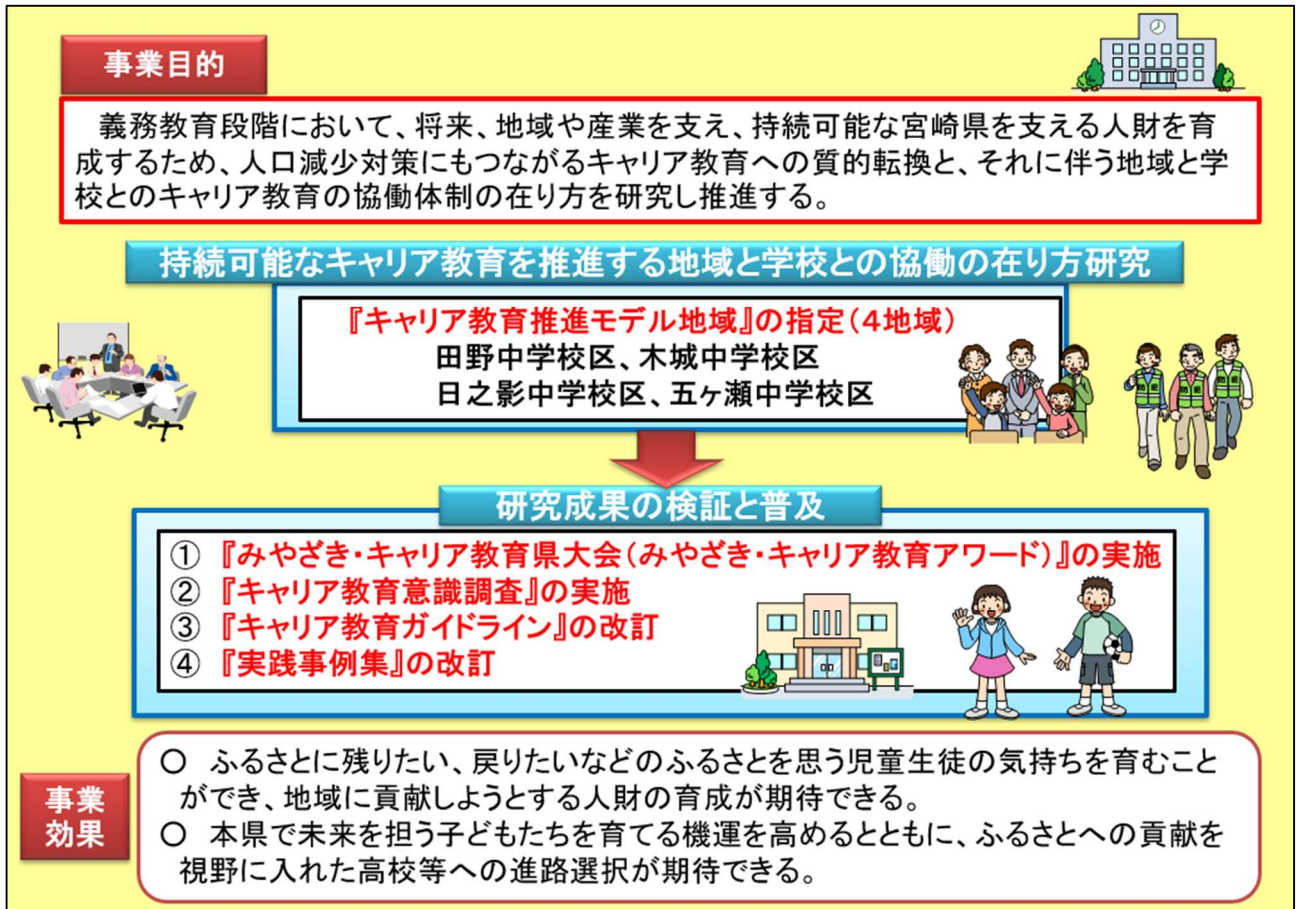 事業目的
義務教育段階において、将来、地域や産業を支え、持続可能な宮崎県を支える人財を育
成するため、人口減少対策にもつながるキャリア教育への質的転換と、それに伴う地域と学
校とのキャリア教育の協働体制の在り方を研究し推進する。
持続可能なキャリア教育を推進する地域と学校との協働の在り方研究
『キャリア教育推進モデル地域』の指定(4地域)
田野中学校区、木城中学校区
日之影中学校区、五ヶ瀬中学校区
研究成果の検証と普及
① 『みやざき・キャリア教育県大会(みやざき・キャリア教育アワード)』の実施
② 『キャリア教育意識調査』の実施
③ 『キャリア教育ガイドライン』の改訂
④ 『実践事例集』の改訂
事業
効果
○ ふるさとに残りたい、戻りたいなどのふるさとを思う児童生徒の気持ちを育むこと
ができ、地域に貢献しようとする人財の育成が期待できる。
○ 本県で未来を担う子どもたちを育てる機運を高めるとともに、ふるさとへの貢献を
視野に入れた高校等への進路選択が期待できる。